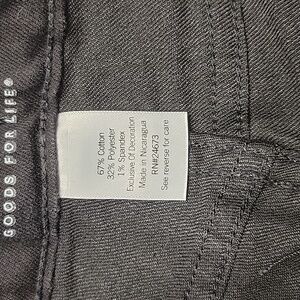 GOODS FOR LIFE®
67% Cotton
32% Polyester
1% Spandex
Exclusive Of Decoration
Made in Nicaragua
RN#24673
See reverse for care